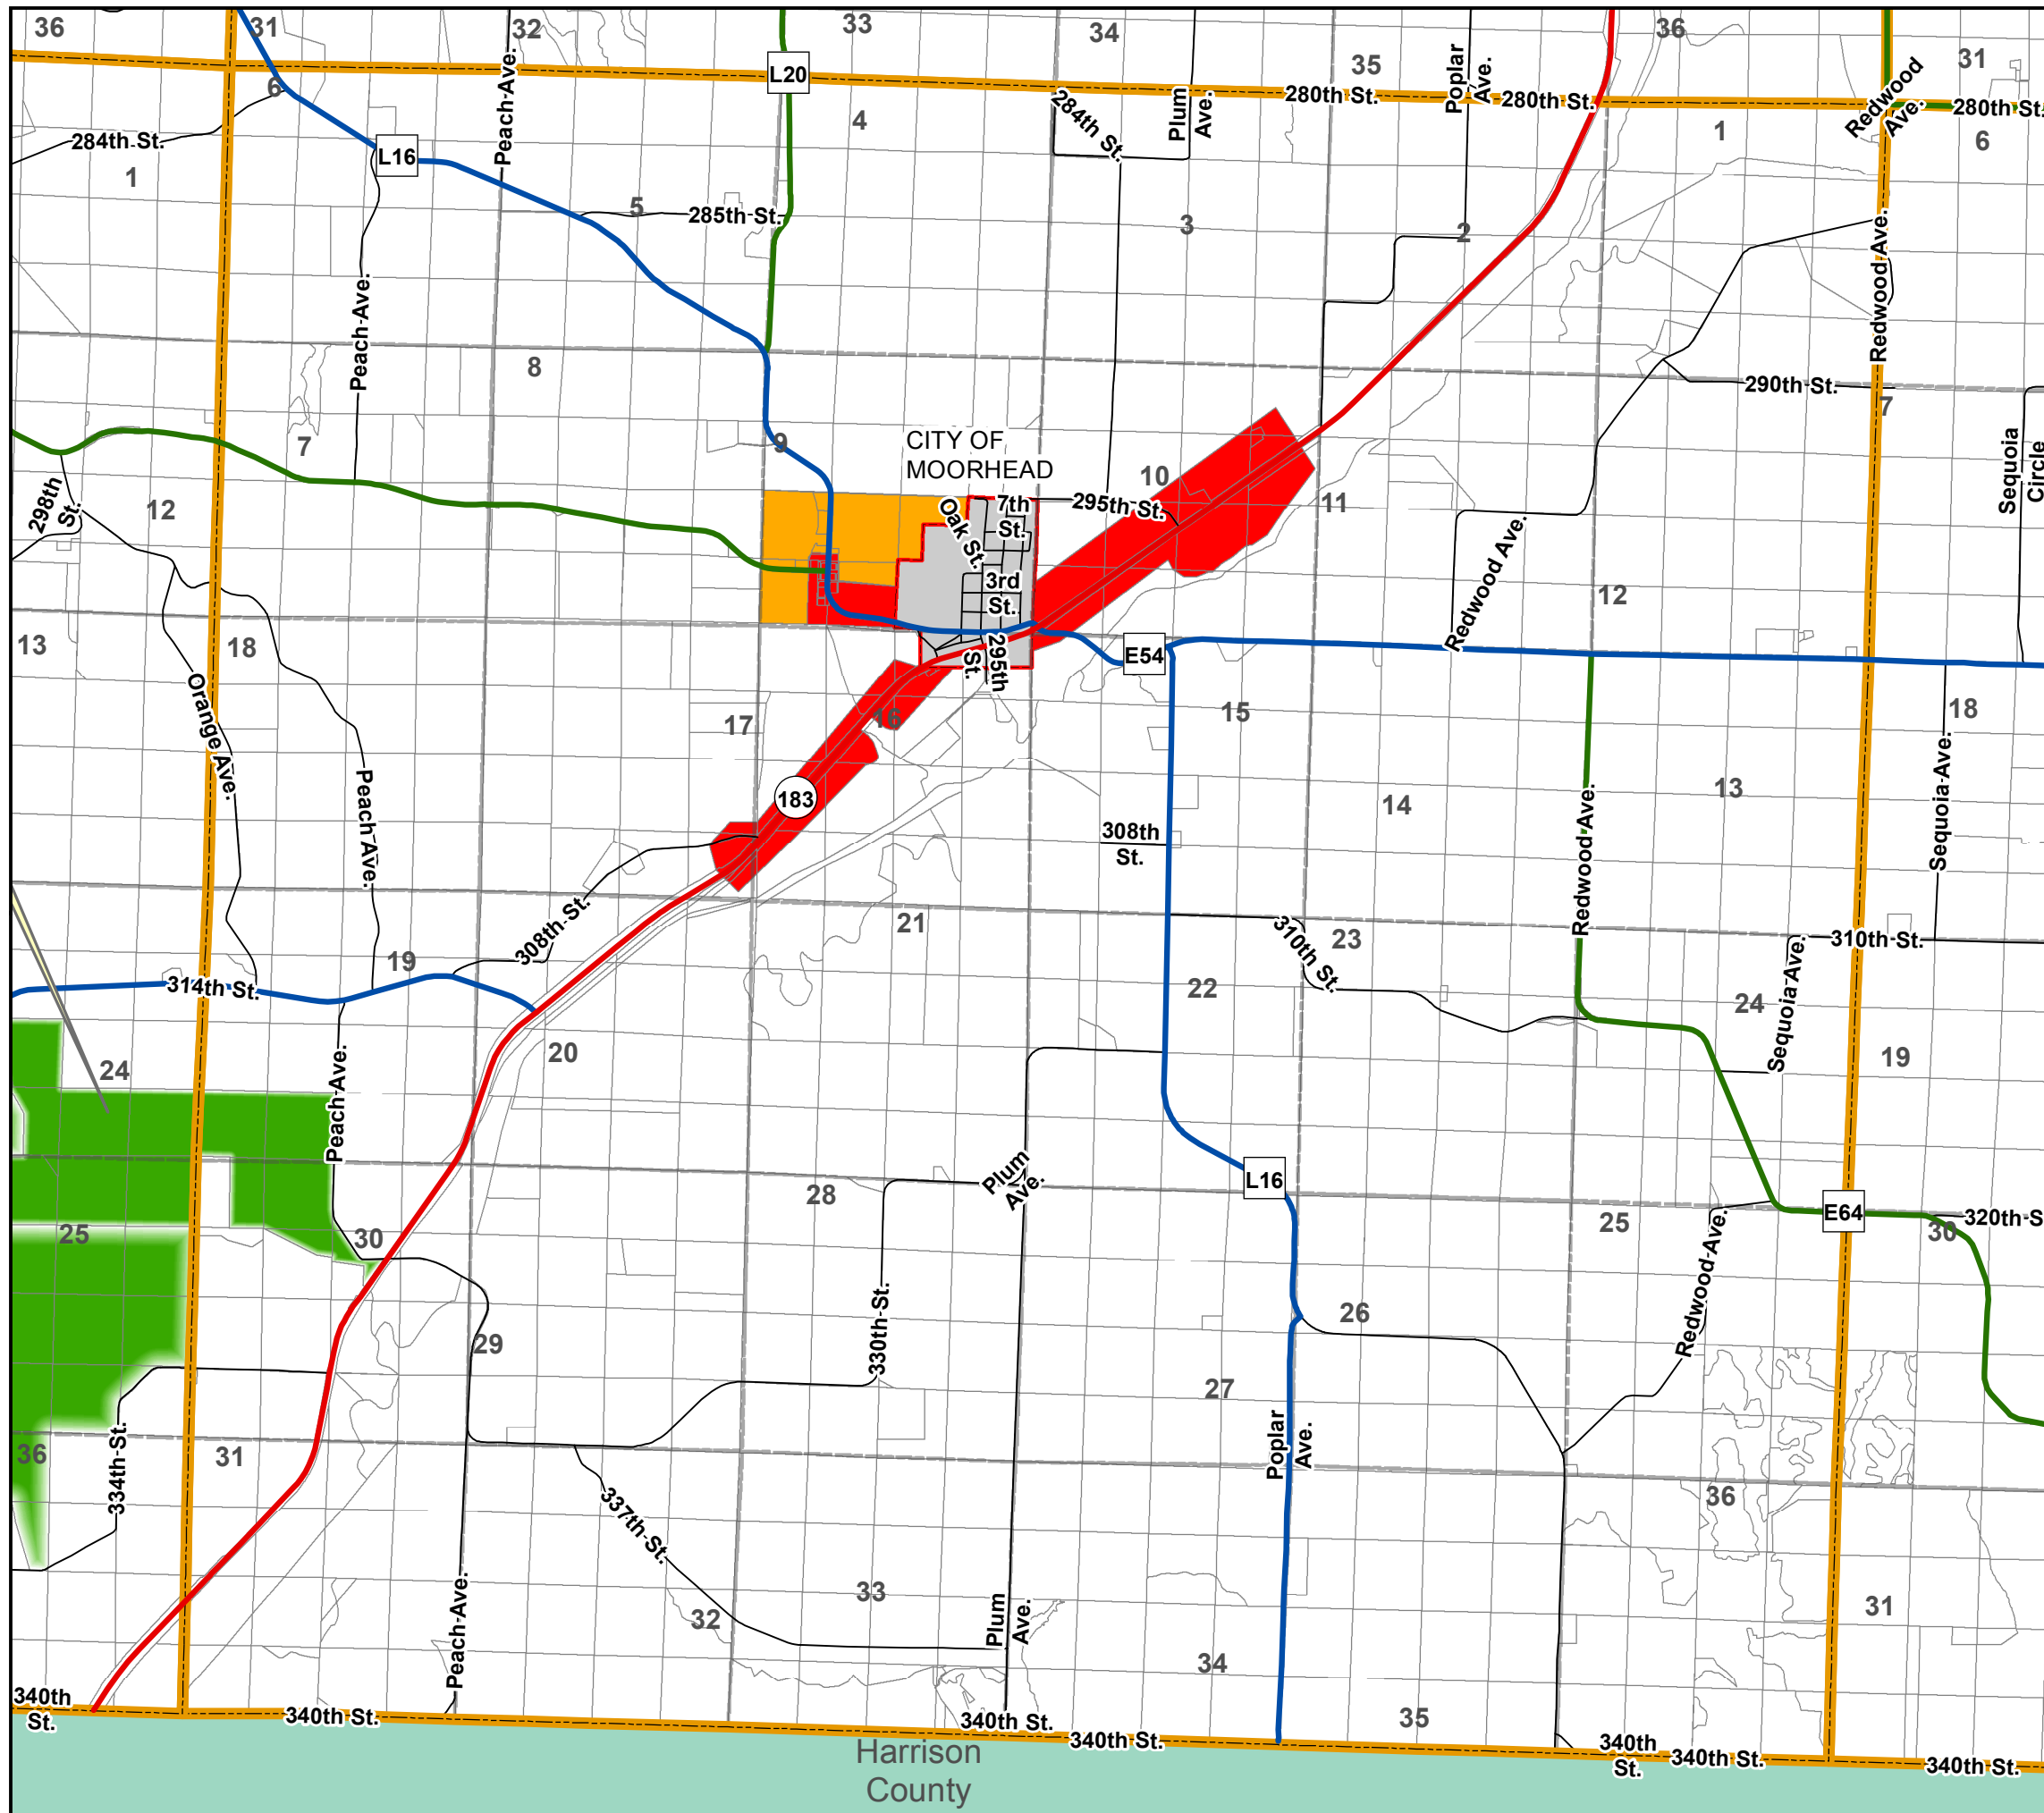 36
31
32
33
34
35
36
31
L20
Peach Ave.
6
4
284th St.
Plum
Ave.
280th St.
Poplar
Ave.
280th St.
1
Redwood
Ave.
280th St.
6
284th St.
L16
1
5
285th St.
3
2
Peach Ave.
Redwood Ave.
8
290th St.
7
7
9
CITY OF
MOORHEAD
10
11
298th
St.
12
Oak St.
7th
St.
295th St.
Sequoia
Circle
3rd
St.
Redwood Ave.
12
13
18
295th
St.
E54
Orange Ave.
17
16
15
18
Peach Ave.
183
14
13
Sequoia Ave.
308th
St.
Redwood Ave.
308th St.
21
310th St.
23
310th St.
19
314th St.
22
24
Sequoia Ave.
20
24
Peach Ave.
19
Plum
Ave.
L16
28
25
E64
320th S
30
25
30
Redwood Ave.
29
330th St.
26
27
Poplar
Ave.
36
31
334th St.
337th St.
36
32
33
Plum
Ave.
31
Peach Ave.
34
35
340th
St.
340th St.
340th St.
340th St.
340th
St.
340th St.
340th St.
Harrison
County